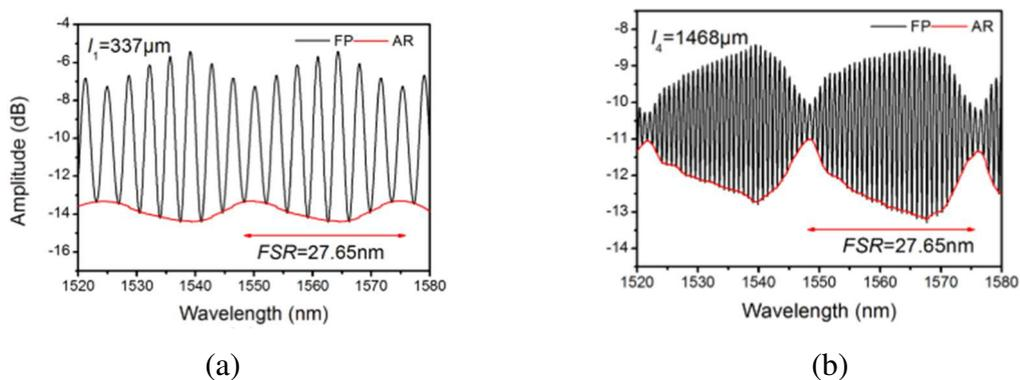 l1=337μm
FP AR
-4
-6
-8
-10
-12
-14
-16
Amplitude (dB)
FSR=27.65nm
1520 1530 1540 1550 1560 1570 1580
Wavelength (nm)
(a)
l4=1468μm
FP AR
-8
-9
-10
-11
-12
-13
-14
FSR=27.65nm
1520 1530 1540 1550 1560 1570 1580
Wavelength (nm)
(b)